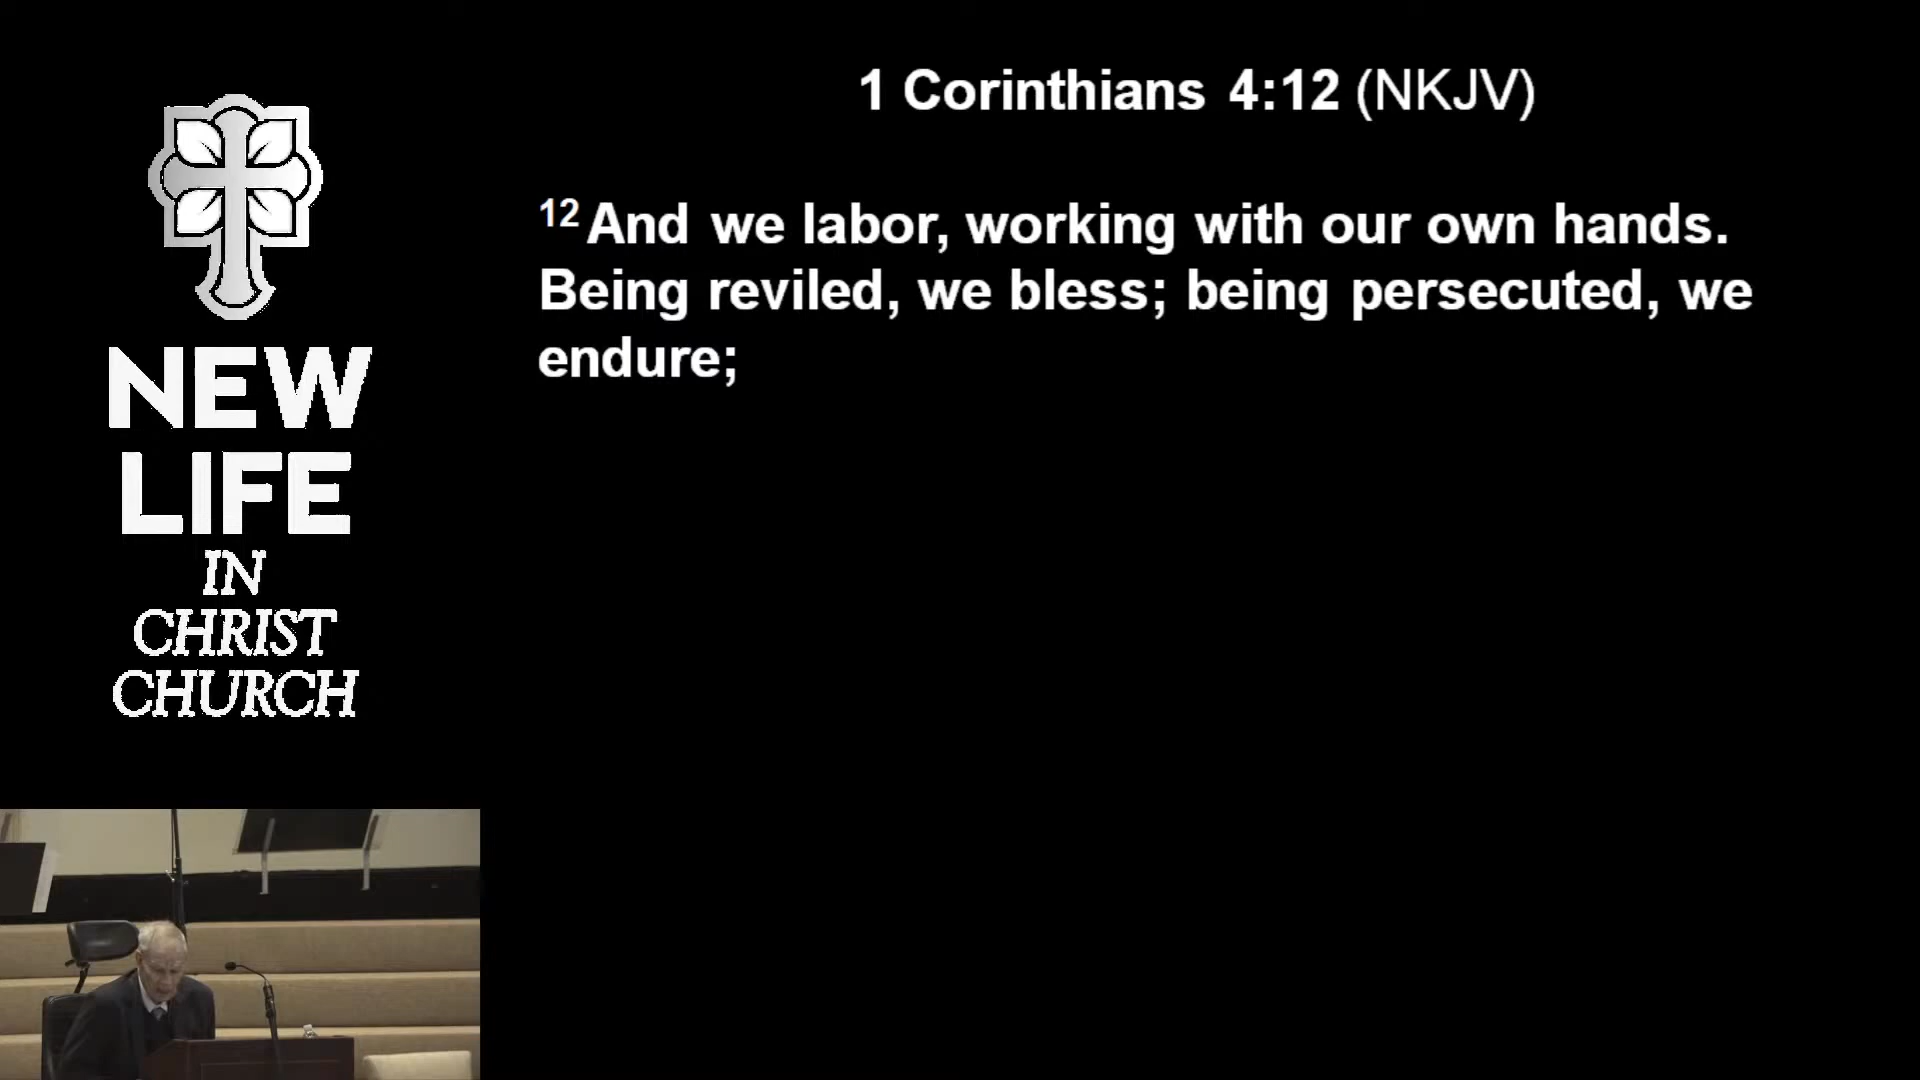 1 Corinthians 4:12 (NKJV)
12 And we labor, working with our own hands.
Being reviled, we bless; being persecuted, we
endure;
NEW
LIFE
IN
CHRIST
CHURCH